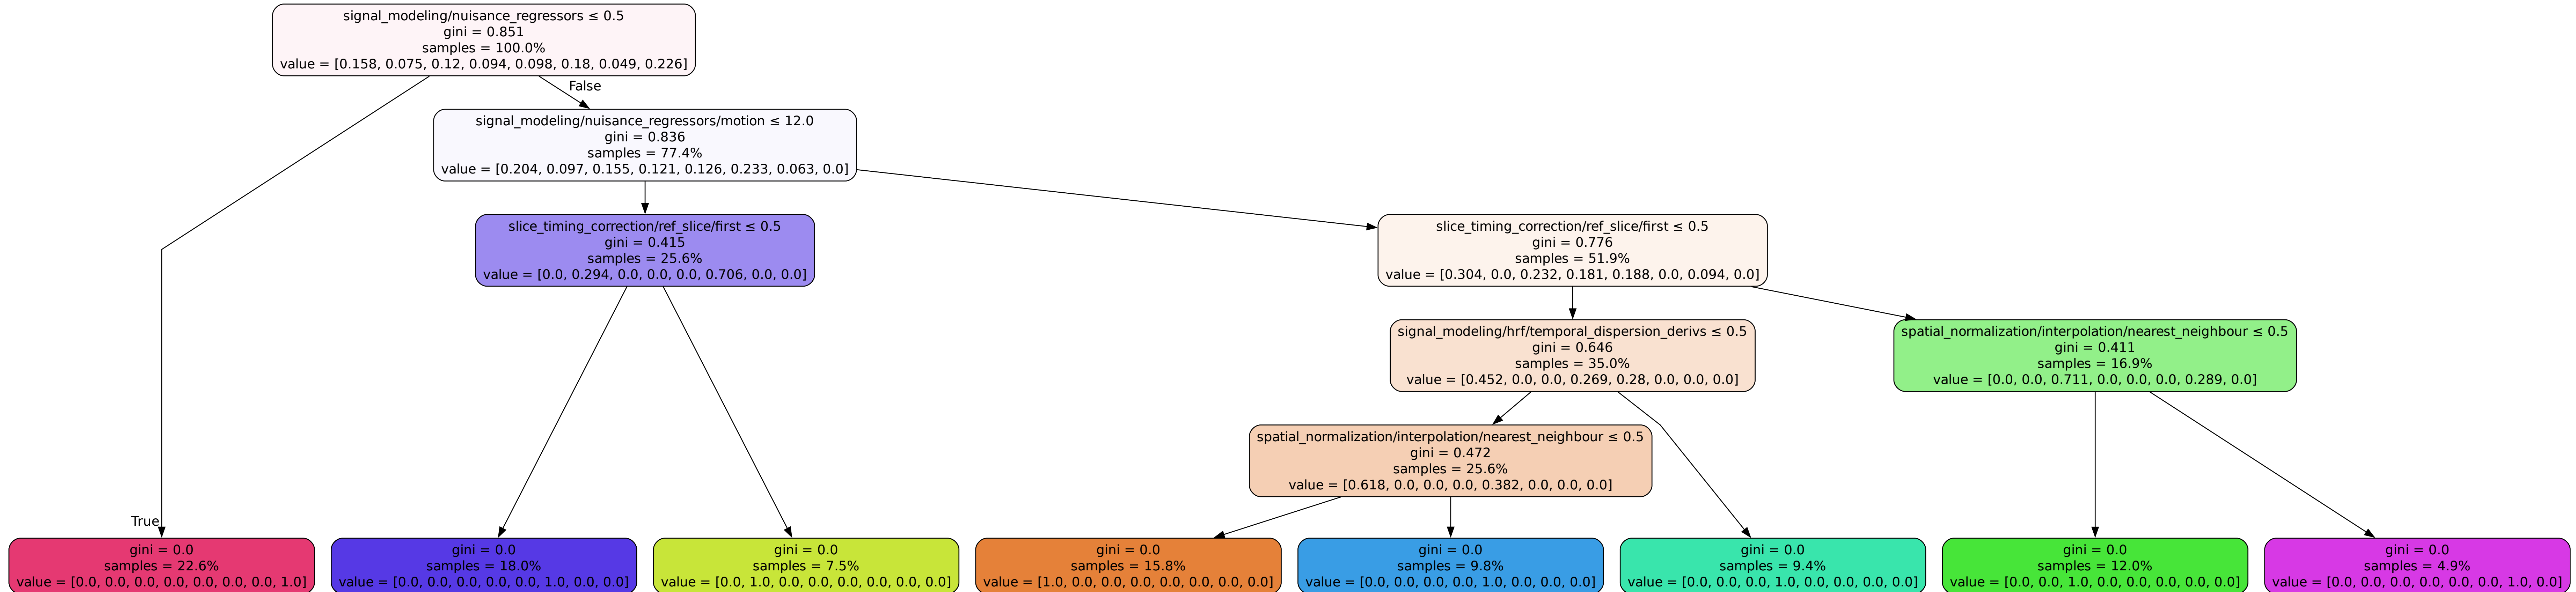 signal_modeling/nuisance_regressors ≤ 0.5
gini = 0.851
samples = 100.0%
value = [0.158, 0.075, 0.12, 0.094, 0.098, 0.18, 0.049, 0.226]
False
signal_modeling/nuisance_regressors/motion ≤ 12.0
gini = 0.836
samples = 77.4%
value = [0.204, 0.097, 0.155, 0.121, 0.126, 0.233, 0.063, 0.0]
slice_timing_correction/ref_slice/first ≤ 0.5
gini = 0.415
samples = 25.6%
value = [0.0, 0.294, 0.0, 0.0, 0.0, 0.706, 0.0, 0.0]
slice_timing_correction/ref_slice/first ≤ 0.5
gini = 0.776
samples = 51.9%
value = [0.304, 0.0, 0.232, 0.181, 0.188, 0.0, 0.094, 0.0]
signal_modeling/hrf/temporal_dispersion_derivs ≤ 0.5
gini = 0.646
samples = 35.0%
value = [0.452, 0.0, 0.0, 0.269, 0.28, 0.0, 0.0, 0.0]
spatial_normalization/interpolation/nearest_neighbour ≤ 0.5
gini = 0.411
samples = 16.9%
value = [0.0, 0.0, 0.711, 0.0, 0.0, 0.0, 0.289, 0.0]
spatial_normalization/interpolation/nearest_neighbour ≤ 0.5
gini = 0.472
samples = 25.6%
value = [0.618, 0.0, 0.0, 0.0, 0.382, 0.0, 0.0, 0.0]
True
gini = 0.0
samples = 22.6%
value = [0.0, 0.0, 0.0, 0.0, 0.0, 0.0, 0.0, 1.0]
gini = 0.0
samples = 18.0%
value = [0.0, 0.0, 0.0, 0.0, 0.0, 1.0, 0.0, 0.0]
gini = 0.0
samples = 7.5%
value = [0.0, 1.0, 0.0, 0.0, 0.0, 0.0, 0.0, 0.0]
gini = 0.0
samples = 15.8%
value = [1.0, 0.0, 0.0, 0.0, 0.0, 0.0, 0.0, 0.0]
gini = 0.0
samples = 9.8%
value = [0.0, 0.0, 0.0, 0.0, 1.0, 0.0, 0.0, 0.0]
gini = 0.0
samples = 9.4%
value = [0.0, 0.0, 0.0, 1.0, 0.0, 0.0, 0.0, 0.0]
gini = 0.0
samples = 12.0%
value = [0.0, 0.0, 1.0, 0.0, 0.0, 0.0, 0.0, 0.0]
gini = 0.0
samples = 4.9%
value = [0.0, 0.0, 0.0, 0.0, 0.0, 0.0, 1.0, 0.0]